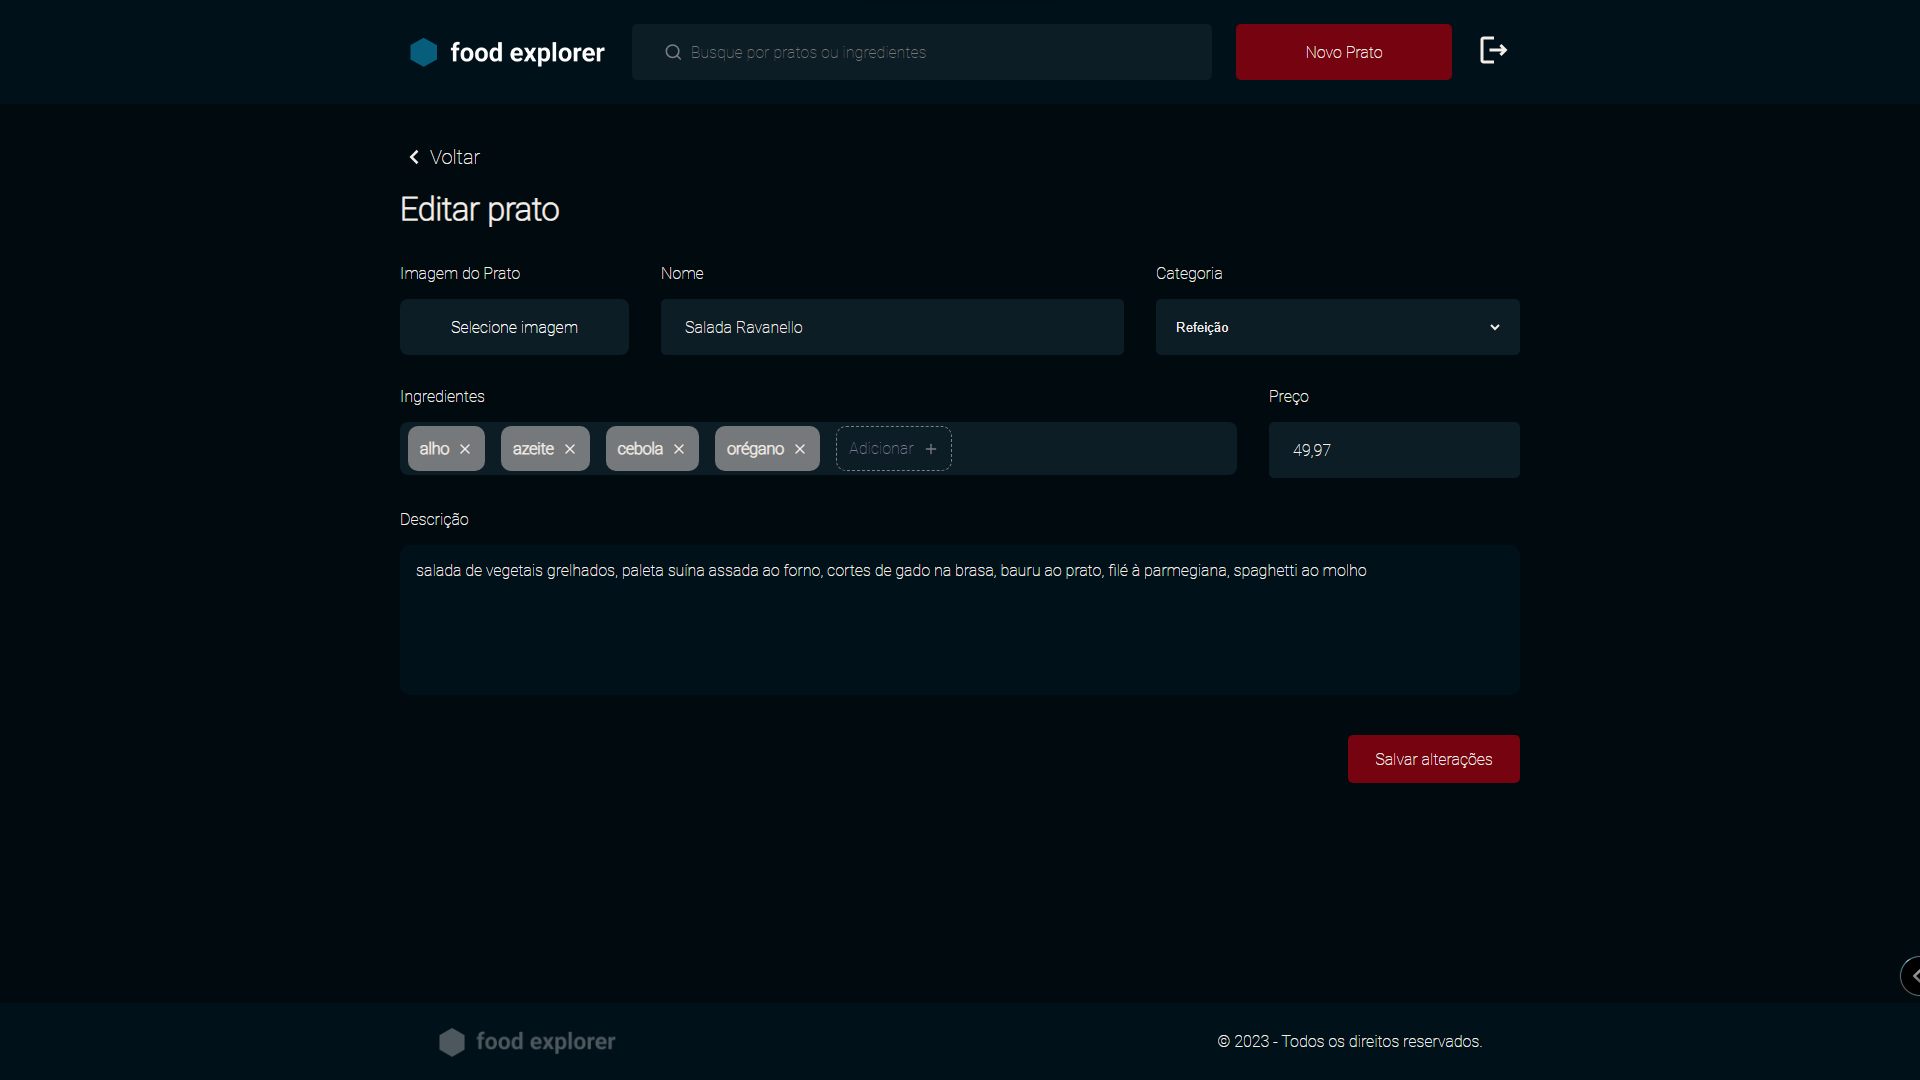 food explorer
Busque por pratos ou ingredientes
Novo Prato
Voltar
Editar prato
Imagem do Prato
Selecione imagem
Nome
Salada Ravanello
Categoria
Refeição
Ingredientes
alho
azeite
cebola
orégano
Adicionar +
Preço
49,97
Descrição
salada de vegetais grelhados, paleta suína assada ao forno, cortes de gado na brasa, bauru ao prato, filé à parmegiana, spaghetti ao molho
Salvar alterações
food explorer
© 2023 - Todos os direitos reservados.